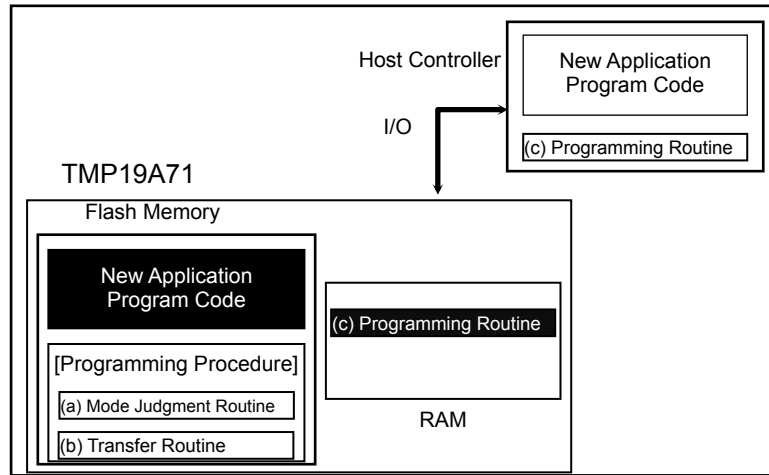 Host Controller
New Application
Program Code
(c) Programming Routine
I/O
TMP19A71
Flash Memory
New Application
Program Code
[Programming Procedure]
(a) Mode Judgment Routine
(b) Transfer Routine
(c) Programming Routine
RAM